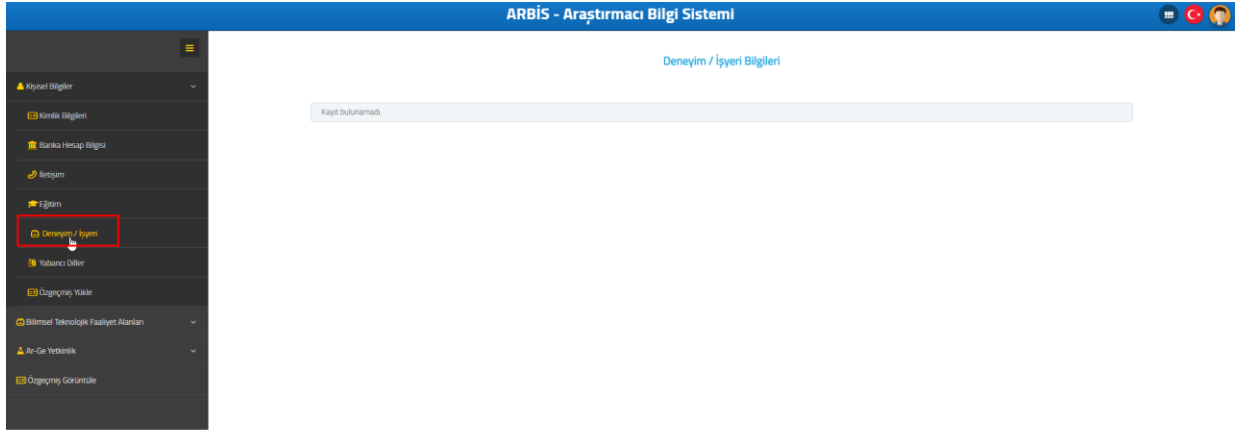 ARBİS - Araştırmacı Bilgi Sistemi
Deneyim / İşyeri Bilgileri
Kayıt bulunamadı.
Kişisel Bilgiler
Kimlik Bilgileri
Banka Hesap Bilgisi
İletişim
Eğitim
Deneyim / İşyeri
Yabancı Diller
Özgeçmiş Yükle
Bilimsel Teknolojik Faaliyet Alanları
Ar-Ge Yetkinlik
Özgeçmiş Görüntüle